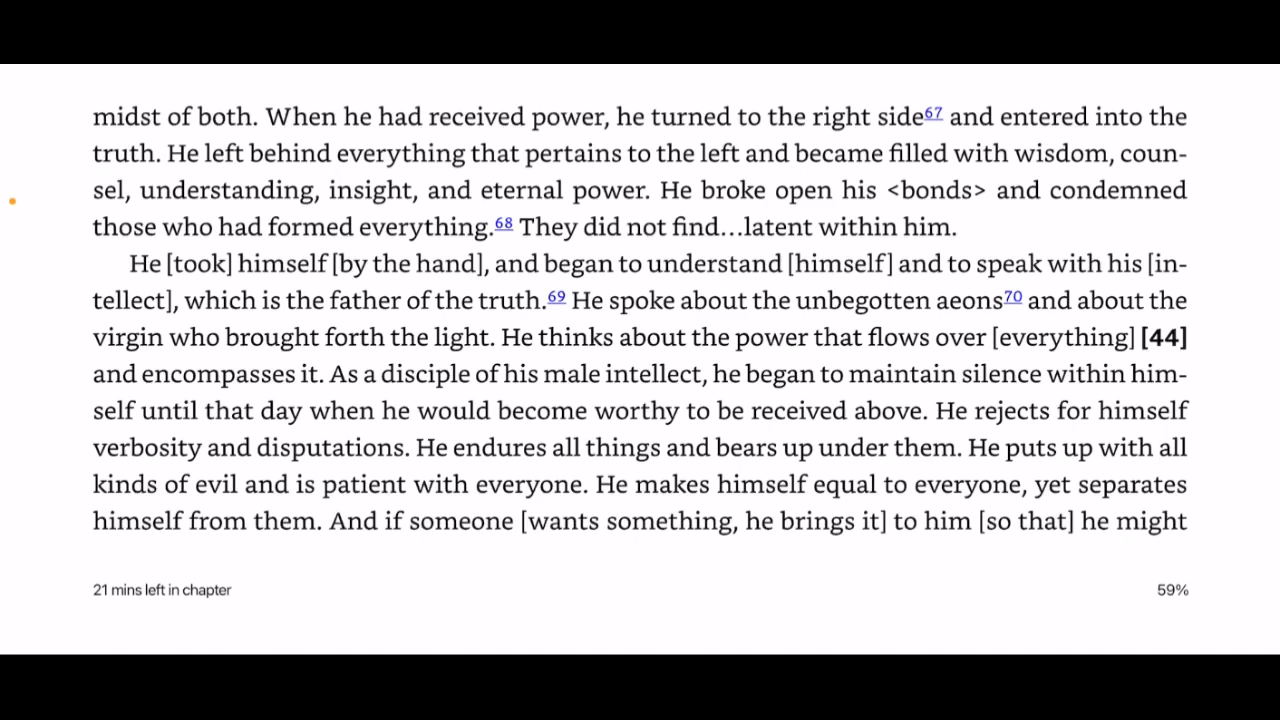 midst of both. When he had received power, he turned to the right side67 and entered into the
truth. He left behind everything that pertains to the left and became filled with wisdom, coun-
sel, understanding, insight, and eternal power. He broke open his <bonds> and condemned
those who had formed everything.68 They did not find…latent within him.
He [took] himself [by the hand], and began to understand [himself] and to speak with his [in-
tellect], which is the father of the truth.69 He spoke about the unbegotten aeons70 and about the
virgin who brought forth the light. He thinks about the power that flows over [everything] [44]
and encompasses it. As a disciple of his male intellect, he began to maintain silence within him-
self until that day when he would become worthy to be received above. He rejects for himself
verbosity and disputations. He endures all things and bears up under them. He puts up with all
kinds of evil and is patient with everyone. He makes himself equal to everyone, yet separates
himself from them. And if someone [wants something, he brings it] to him [so that] he might
21 mins left in chapter
59%